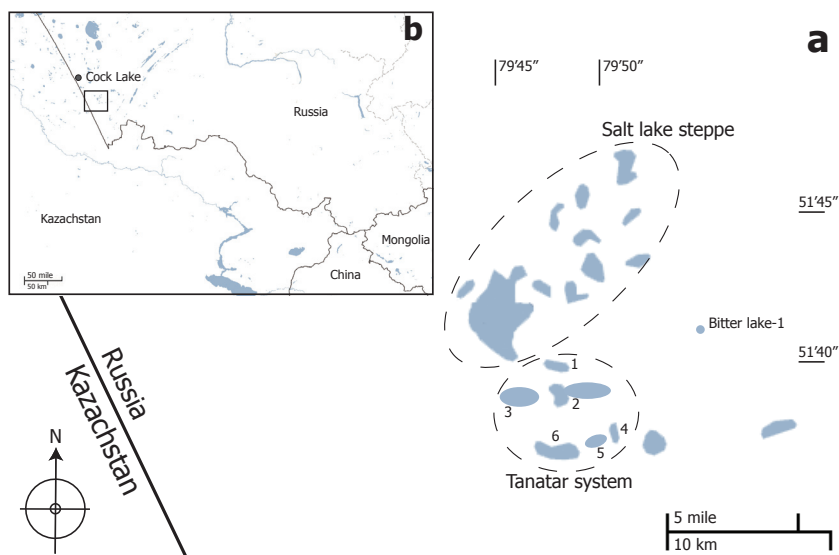 b
Cock Lake
Russia
Kazachstan
Mongolia
China
50 mile
50 km
a
79'45"
79'50"
Salt lake steppe
51'45"
Bitter lake-1
51'40"
1
2
3
4
5
6
Tanatar system
Russia
Kazachstan
N
5 mile
10 km